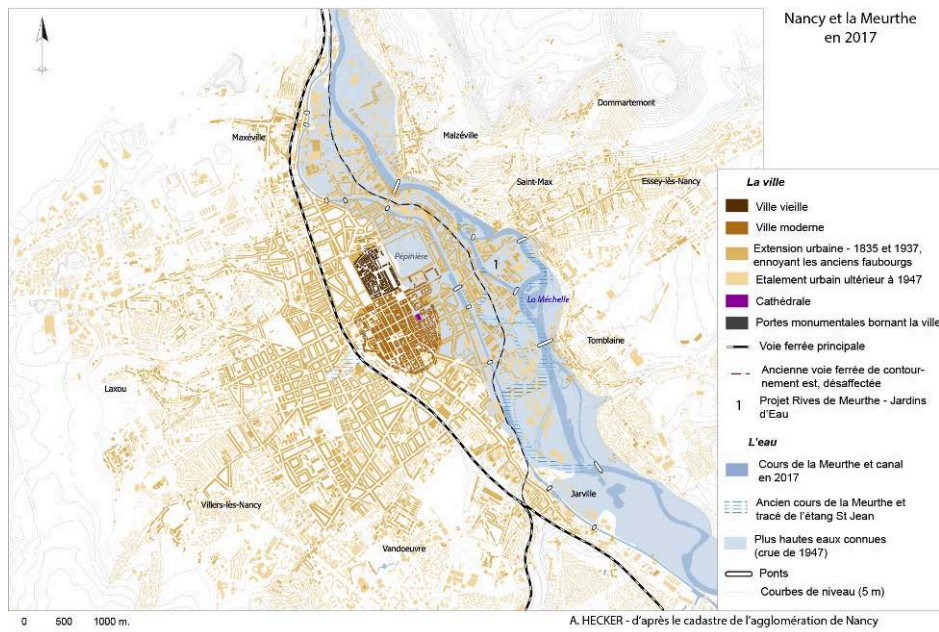 Nancy et la Meurthe
en 2017
Dommartemont
Maxéville
Malzéville
Saint-Max
Essey-lès-Nancy
Pépinière
1
La Méchelle
Tomblaine
Laxou
Villers-lès-Nancy
Jarville
Vandoeuvre
La ville
Ville vieille
Ville moderne
Extension urbaine - 1835 et 1937,
ennoyant les anciens faubourgs
Etalement urbain ultérieur à 1947
Cathédrale
Portes monumentales bornant la ville
Voie ferrée principale
Ancienne voie ferrée de contour-
nement est, désaffectée
1 Projet Rives de Meurthe - Jardins
d'Eau
L'eau
Cours de la Meurthe et canal
en 2017
Ancien cours de la Meurthe et
tracé de l'étang St Jean
Plus hautes eaux connues
(crue de 1947)
Ponts
Courbes de niveau (5 m)
0 500 1000 m.
A. HECKER - d'après le cadastre de l'agglomération de Nancy